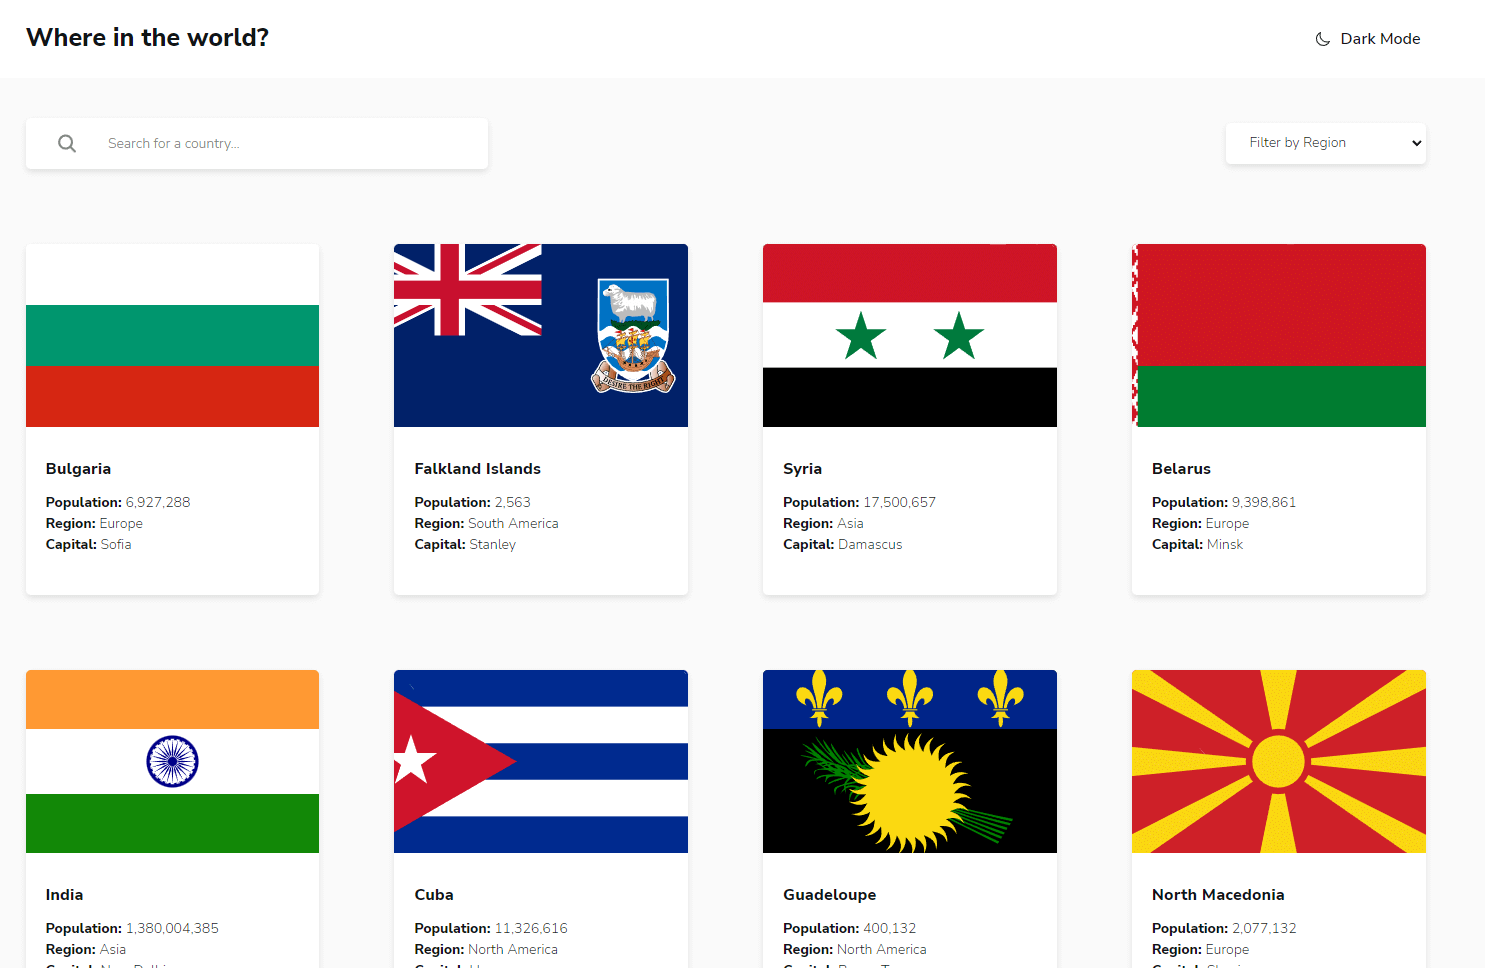 Where in the world?
Dark Mode
Search for a country...
Filter by Region
DESIRE THE RIGHT
Bulgaria
Population: 6,927,288
Region: Europe
Capital: Sofia
Falkland Islands
Population: 2,563
Region: South America
Capital: Stanley
Syria
Population: 17,500,657
Region: Asia
Capital: Damascus
Belarus
Population: 9,398,861
Region: Europe
Capital: Minsk
India
Population: 1,380,004,385
Region: Asia
Cuba
Population: 11,326,616
Region: North America
Guadeloupe
Population: 400,132
Region: North America
North Macedonia
Population: 2,077,132
Region: Europe